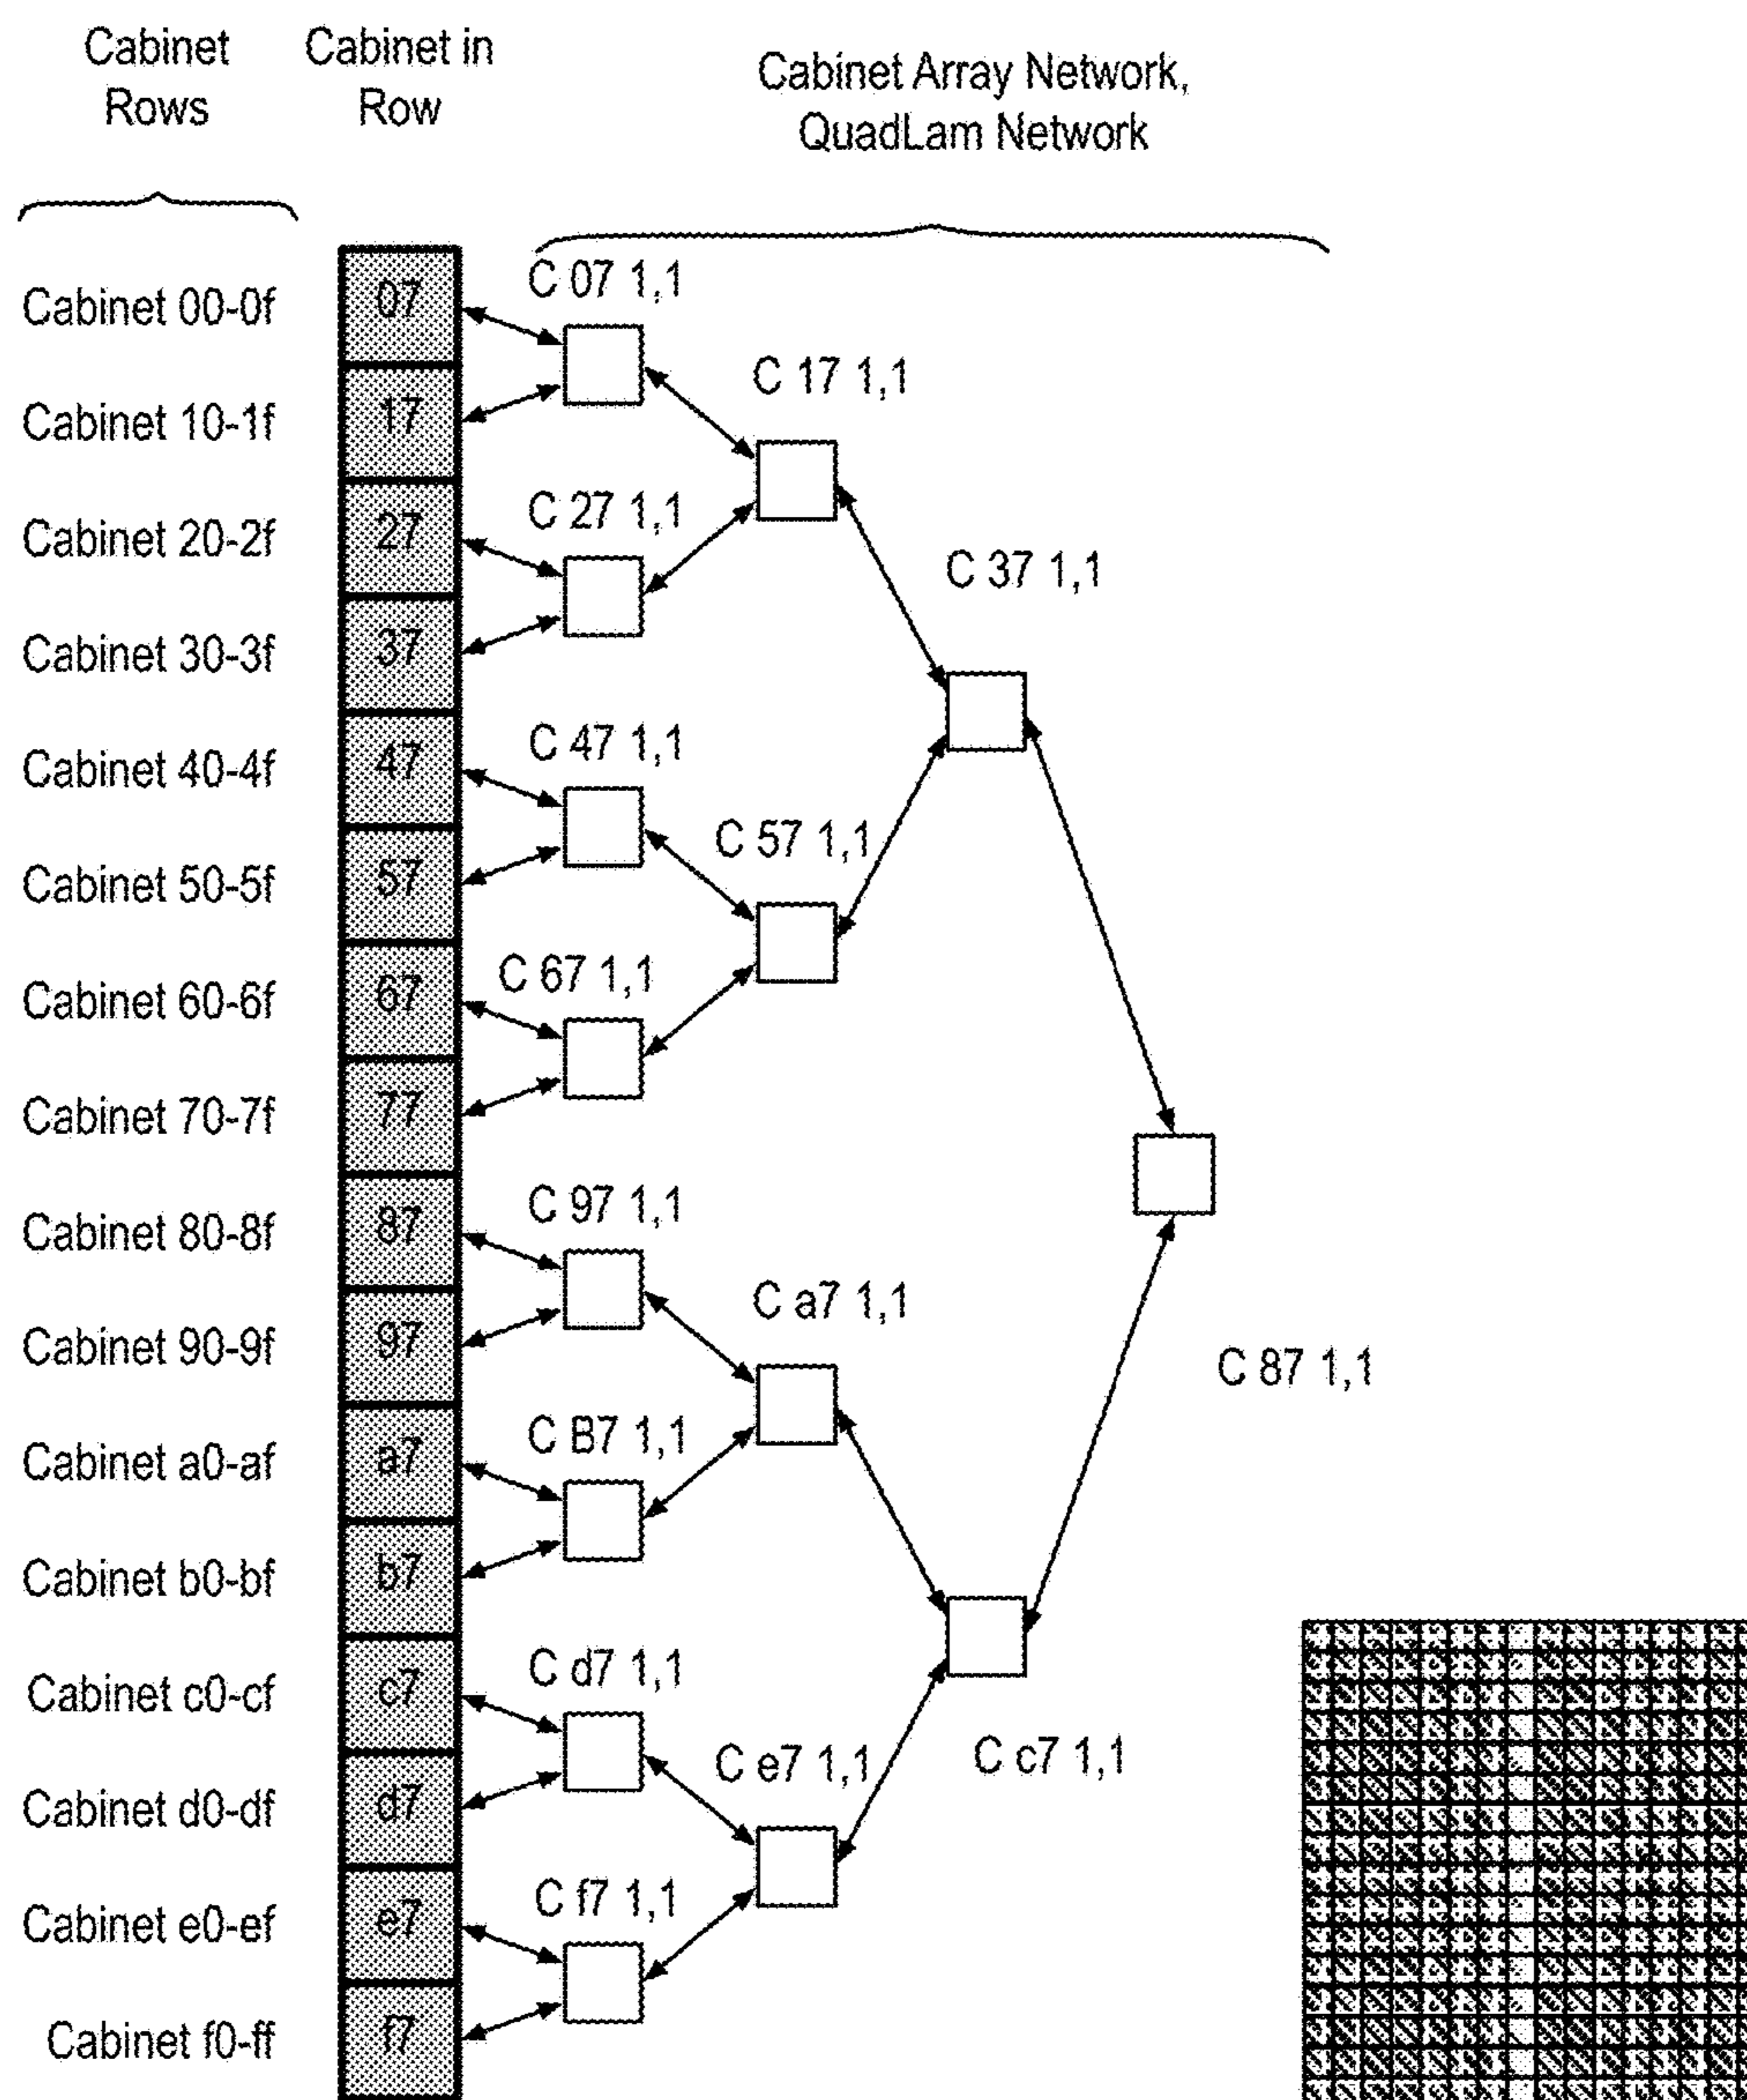 Cabinet
Rows
Cabinet in
Row
Cabinet Array Network,
QuadLam Network
Cabinet 00-0f
07
C 07 1,1
Cabinet 10-1f
17
C 17 1,1
Cabinet 20-2f
27
C 27 1,1
C 37 1,1
Cabinet 30-3f
37
Cabinet 40-4f
47
C 47 1,1
Cabinet 50-5f
57
C 57 1,1
Cabinet 60-6f
67
C 67 1,1
Cabinet 70-7f
77
Cabinet 80-8f
87
C 97 1,1
Cabinet 90-9f
97
C a7 1,1
C 87 1,1
Cabinet a0-af
a7
C B7 1,1
Cabinet b0-bf
b7
Cabinet c0-cf
c7
C d7 1,1
Cabinet d0-df
d7
C e7 1,1
C c7 1,1
Cabinet e0-ef
e7
C f7 1,1
Cabinet f0-ff
f7